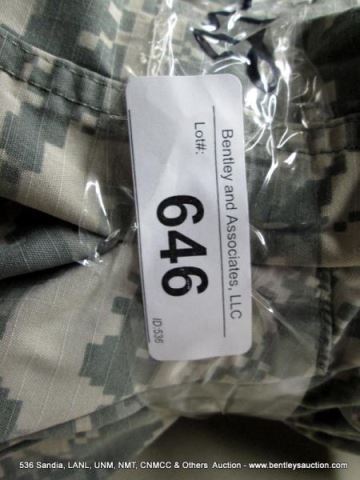 Bentley and Associates, LLC
Lot#:
646
ID:536
536 Sandia, LANL, UNM, NMT, CNMCC & Others Auction - www.bentleysauction.com